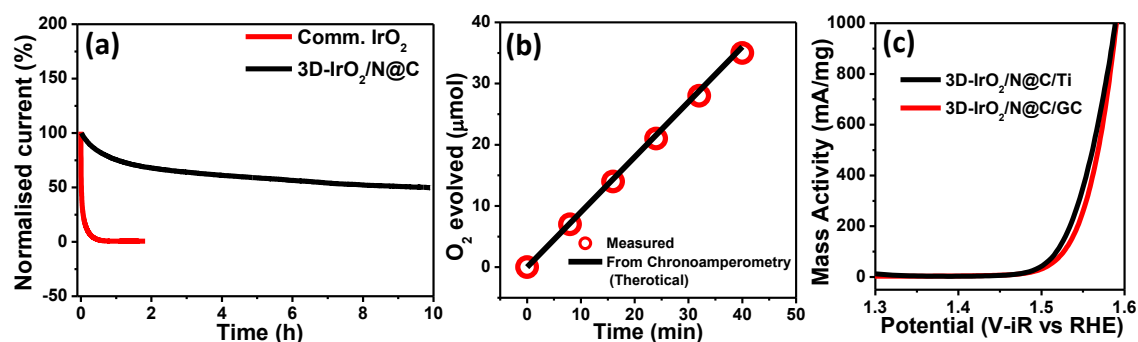 (a)
Comm. IrO2
3D-IrO2/N@C
Normalised current (%)
200
150
100
50
0
-50
0 2 4 6 8 10
Time (h)
(b)
Measured
From Chronoamperometry
(Therotical)
O2 evolved (μmol)
30
20
10
0
0 10 20 30 40 50
Time (min)
(c)
3D-IrO2/N@C/Ti
3D-IrO2/N@C/GC
Mass Activity (mA/mg)
1000
800
600
400
200
0
1.3 1.4 1.5 1.6
Potential (V-iR vs RHE)